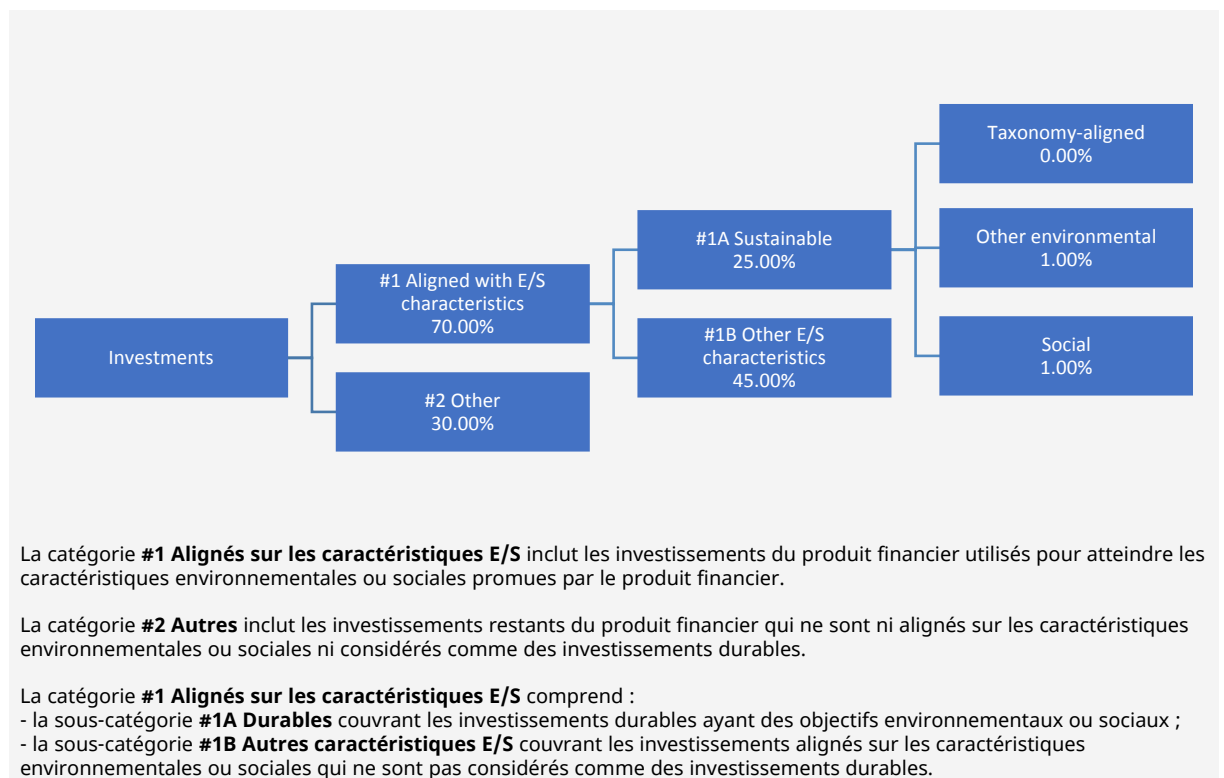 Investments
#1 Aligned with E/S
characteristics
70.00%
#2 Other
30.00%
#1A Sustainable
25.00%
#1B Other E/S
characteristics
45.00%
Taxonomy-aligned
0.00%
Other environmental
1.00%
Social
1.00%
La catégorie #1 Alignés sur les caractéristiques E/S inclut les investissements du produit financier utilisés pour atteindre les
caractéristiques environnementales ou sociales promues par le produit financier.
La catégorie #2 Autres inclut les investissements restants du produit financier qui ne sont ni alignés sur les caractéristiques
environnementales ou sociales ni considérés comme des investissements durables.
La catégorie #1 Alignés sur les caractéristiques E/S comprend :
- la sous-catégorie #1A Durables couvrant les investissements durables ayant des objectifs environnementaux ou sociaux ;
- la sous-catégorie #1B Autres caractéristiques E/S couvrant les investissements alignés sur les caractéristiques
environnementales ou sociales qui ne sont pas considérés comme des investissements durables.